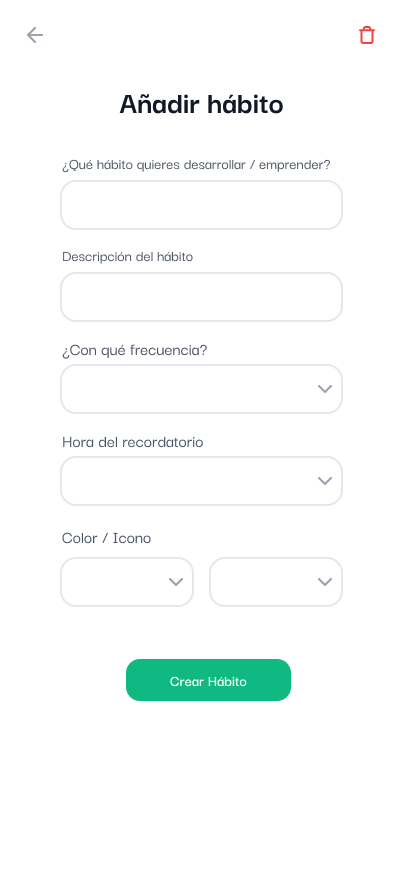 Añadir hábito
¿Qué hábito quieres desarrollar / emprender?
Descripción del hábito
¿Con qué frecuencia?
Hora del recordatorio
Color / Icono
Crear Hábito